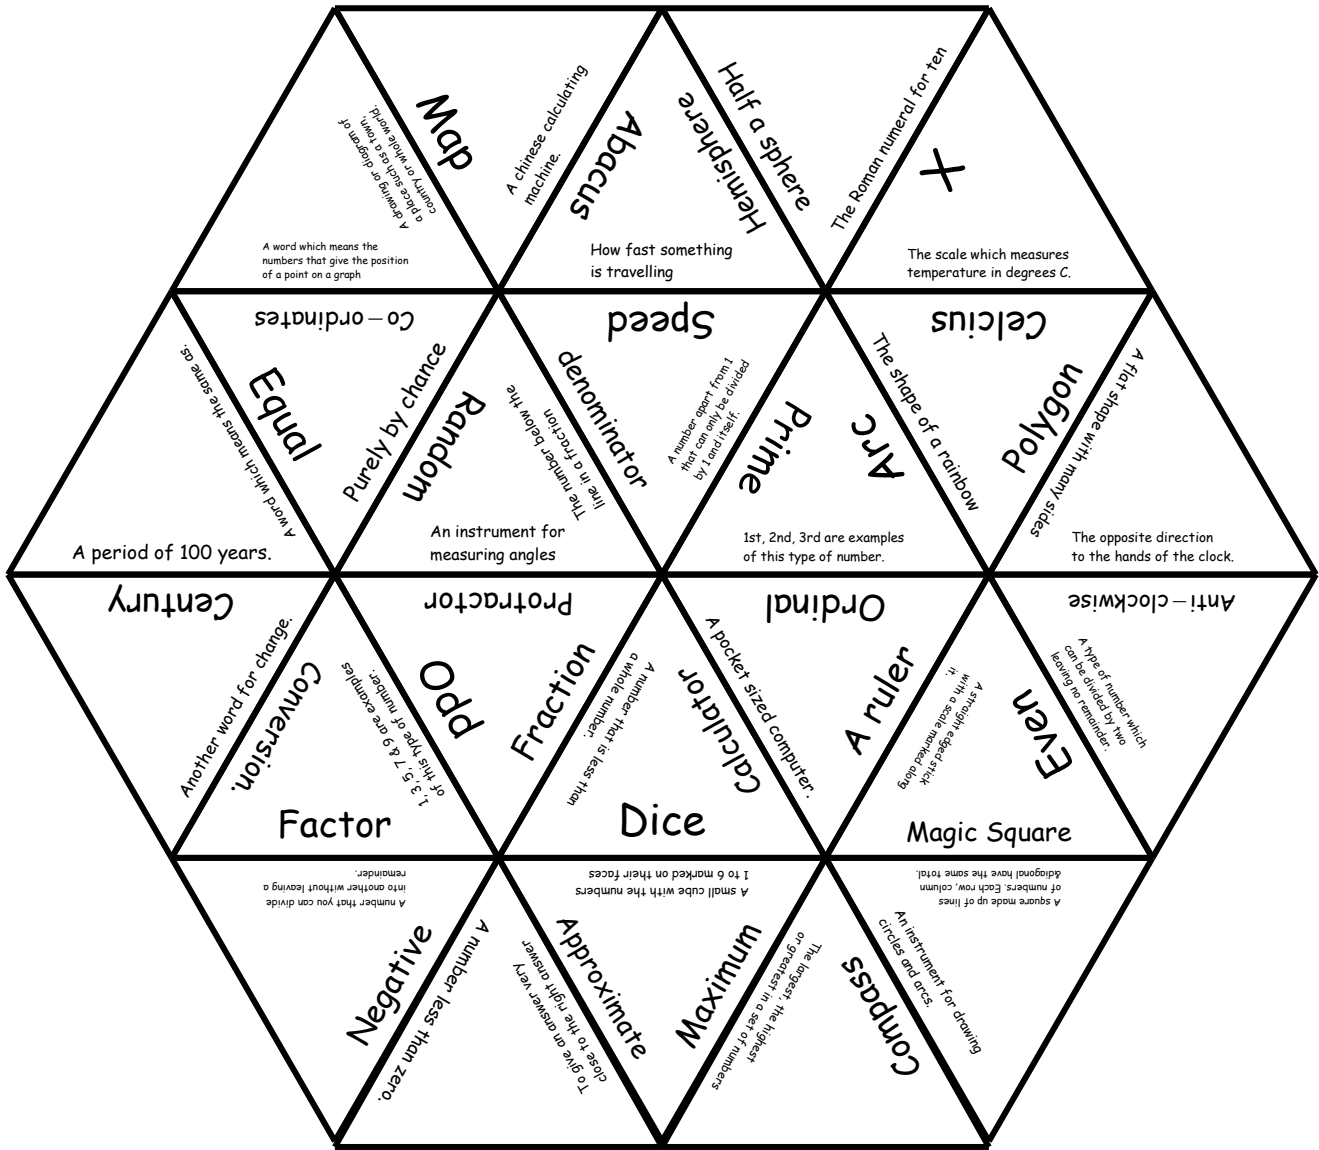 Map
A drawing or diagram of
a place such as a town,
country or whole world.
A word which means the
numbers that give the position
of a point on a graph
A chinese calculating
machine.
Abacus
Hemisphere
Half a sphere
How fast something
is travelling
The Roman numeral for ten
X
The scale which measures
temperature in degrees C.
A word which means the same as.
A period of 100 years.
Co-ordinates
Equal
Purely by chance
Random
The number below the
line in a fraction
An instrument for
measuring angles
Speed
denominator
A number apart from 1
that can only be divided
by 1 and itself.
Prime
Arc
1st, 2nd, 3rd are examples
of this type of number.
Celcius
The shape of a rainbow
Polygon
A flat shape with many sides
The opposite direction
to the hands of the clock.
Century
Another word for change.
Conversion.
1, 3, 5, 7 & 9 are examples
of this type of number.
Factor
Protractor
Odd
Fraction
A number that is less than
a whole number.
Calculator
Dice
Ordinal
A pocket sized computer.
A ruler
A straight edged stick
with a scale marked along
it.
Even
Magic Square
Anti-clockwise
A type of number which
can be divided by two
leaving no remainder.
A number that you can divide
into another without leaving a
remainder.
Negative
A number less than zero.
To give an answer very
close to the right answer
A small cube with the numbers
1 to 6 marked on their faces
Approximate
Maximum
The largest, the highest
or greatest in a set of numbers
Compass
A square made up of lines
of numbers. Each row, column
&diagonal have the same total.
An instrument for drawing
circles and arcs.